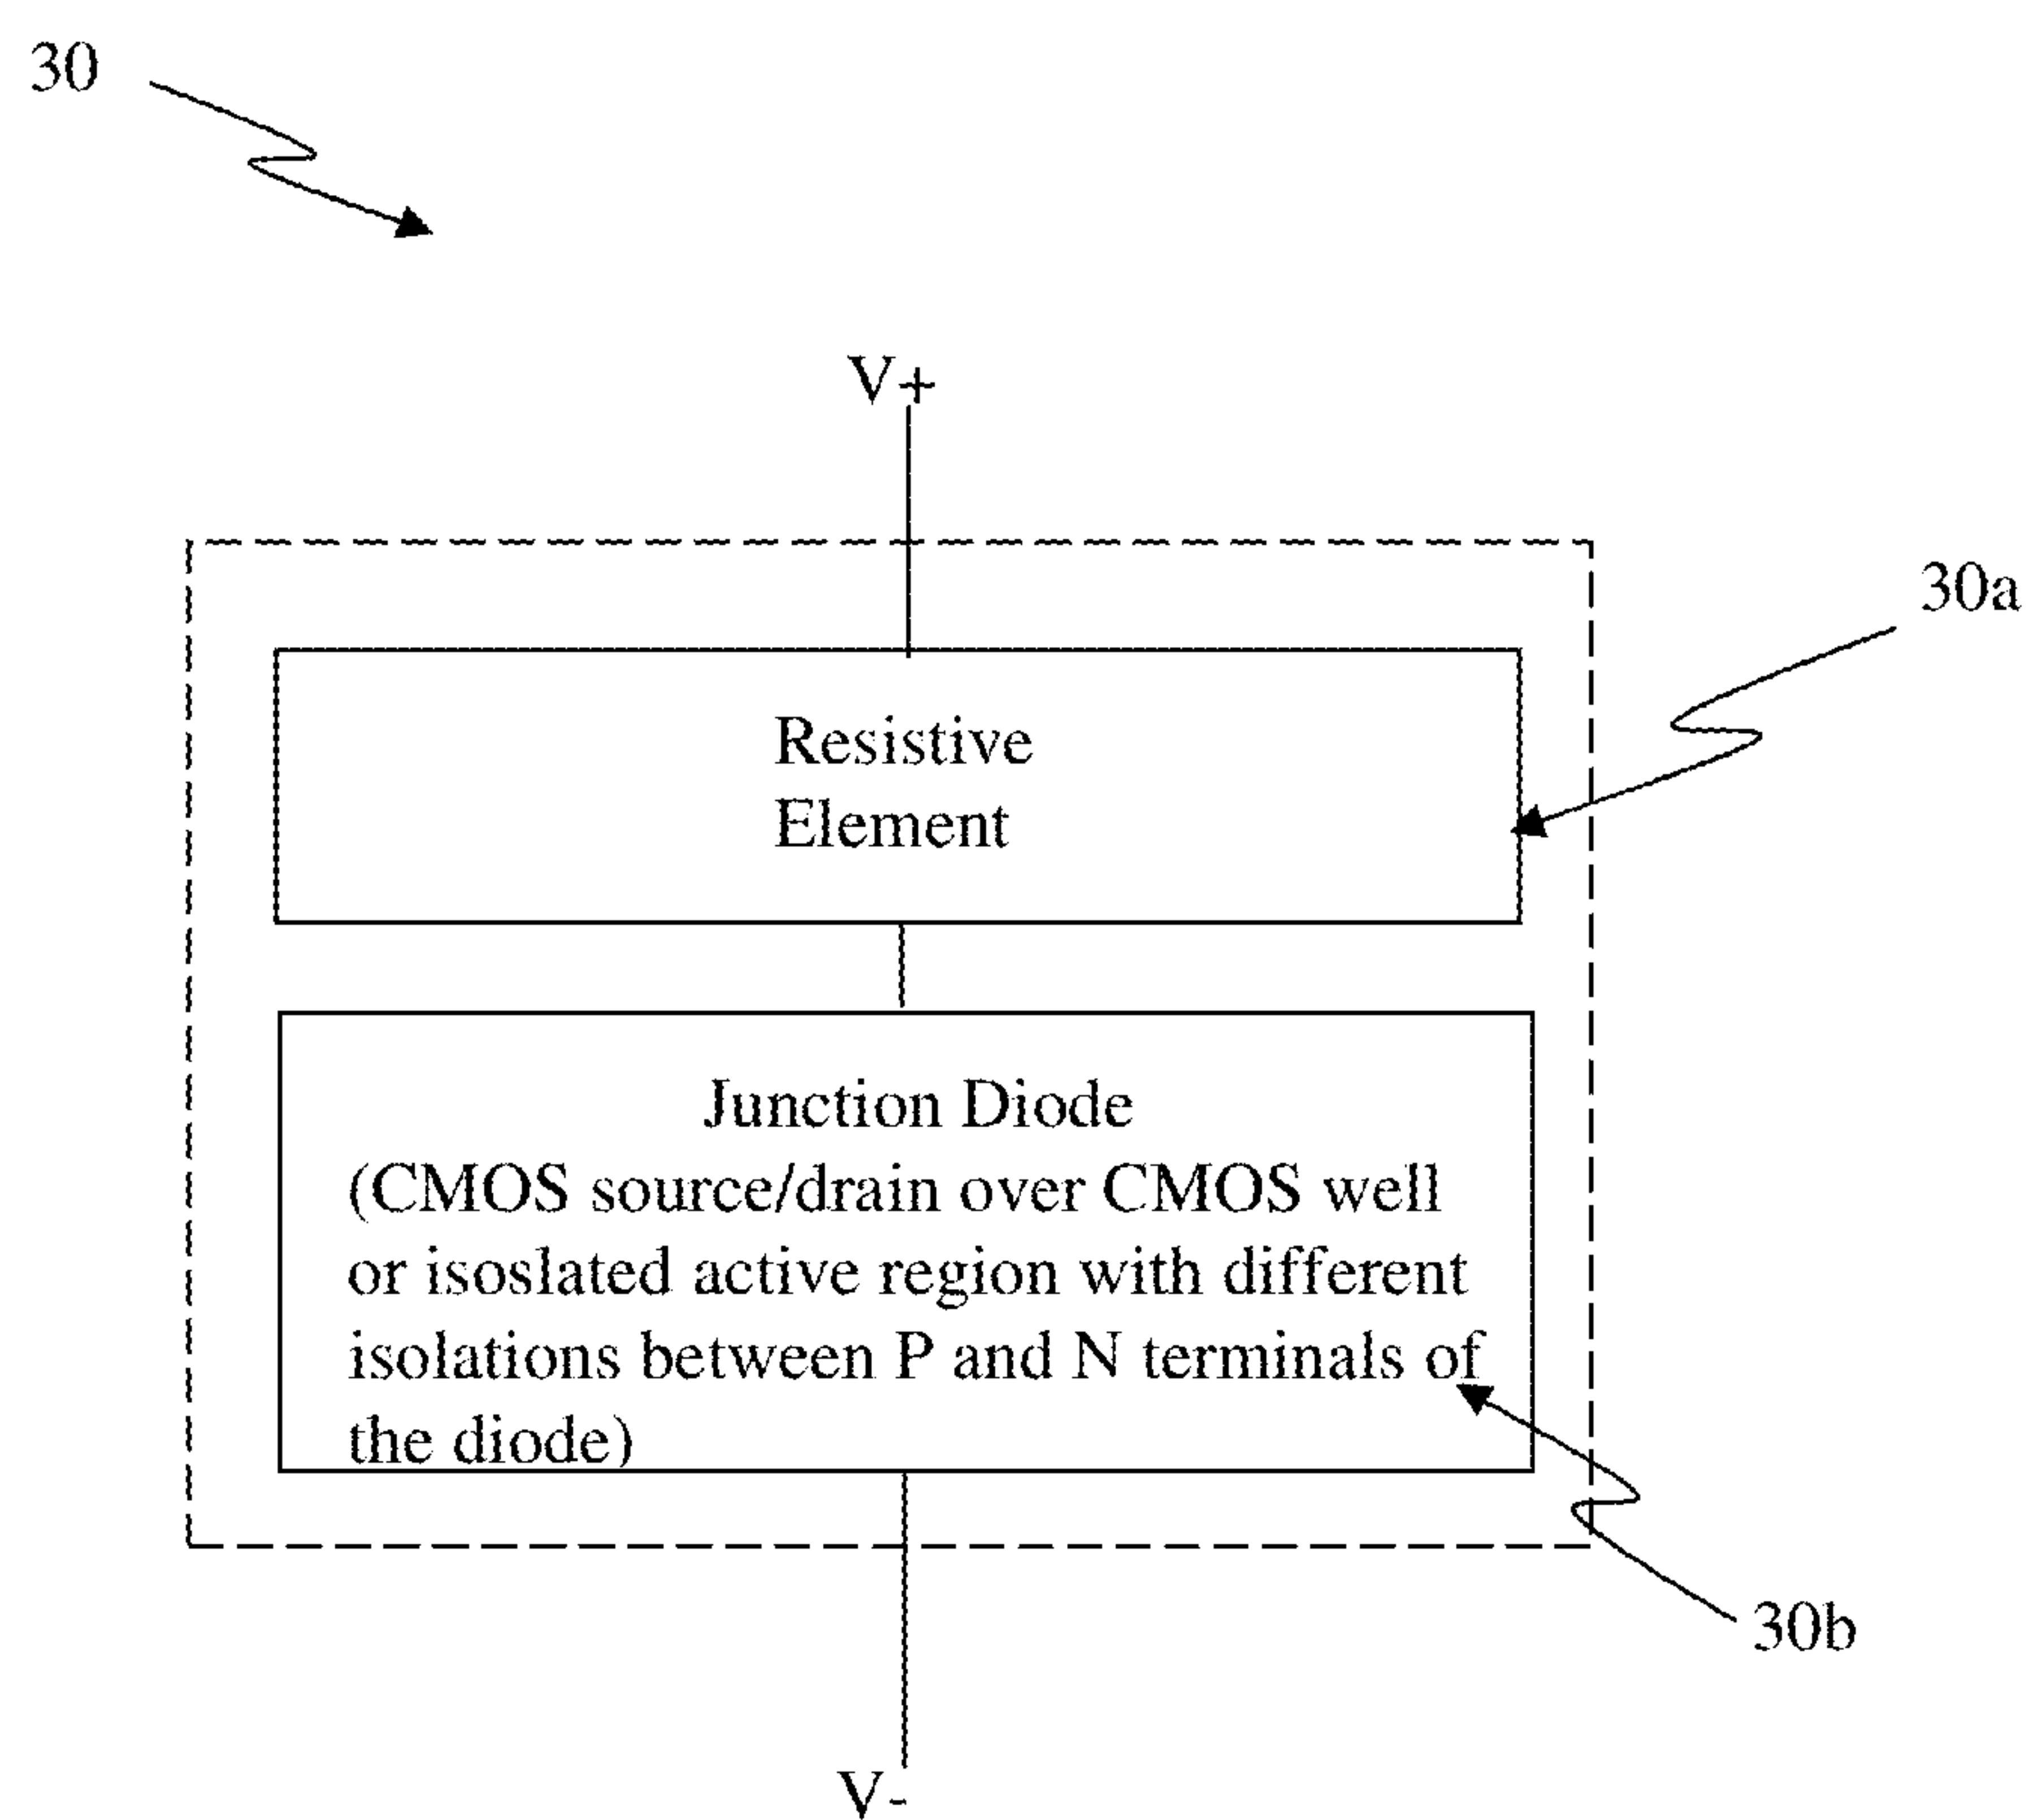 30
V+
30a
Resistive
Element
Junction Diode
(CMOS source/drain over CMOS well
or isoslated active region with different
isolations between P and N terminals of
the diode)
30b
V-